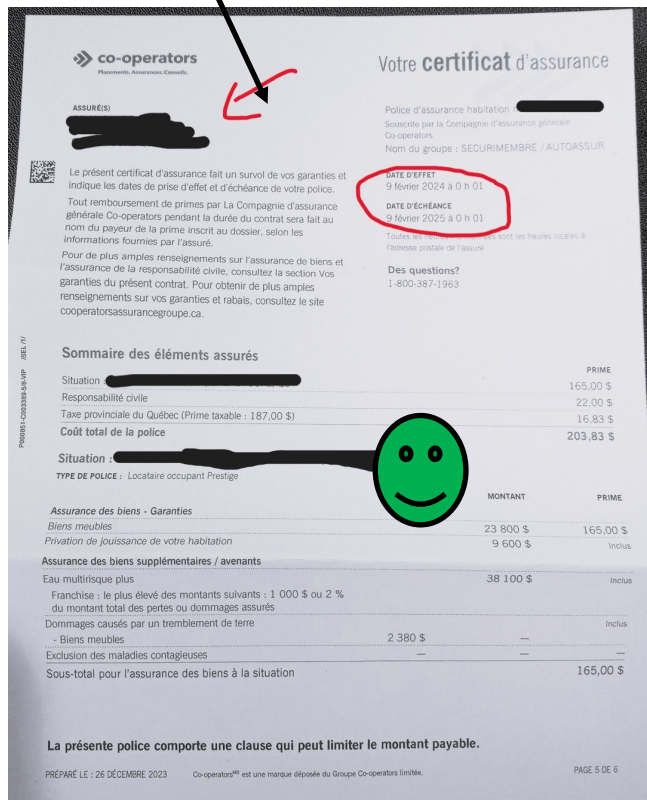 co-operators
Placements. Assurances. Conseils.
Votre certificat d'assurance
ASSURÉ(S)
Police d'assurance habitation
Souscrite par la Compagnie d'assurance générale
Co-operators
Nom du groupe : SECURIMEMBRE / AUTOASSUR
Le présent certificat d'assurance fait un survol de vos garanties et
indique les dates de prise d'effet et d'échéance de votre police.
Tout remboursement de primes par La Compagnie d'assurance
générale Co-operators pendant la durée du contrat sera fait au
nom du payeur de la prime inscrit au dossier, selon les
informations fournies par l'assuré.
Pour de plus amples renseignements sur l'assurance de biens et
l'assurance de la responsabilité civile, consultez la section Vos
garanties du présent contrat. Pour obtenir de plus amples
renseignements sur vos garanties et rabais, consultez le site
cooperatorsassurancegroupe.ca.
DATE D'EFFET
9 février 2024 à 0 h 01
DATE D'ÉCHÉANCE
9 février 2025 à 0 h 01
Toutes les sont les heures locales à
l'adresse postale de l'assuré
Des questions?
1-800-387-1963
Sommaire des éléments assurés
PRIME
Situation : 165,00 $
Responsabilité civile 22,00 $
Taxe provinciale du Québec (Prime taxable : 187,00 $) 16,83 $
Coût total de la police 203,83 $
Situation :
TYPE DE POLICE : Locataire occupant Prestige
MONTANT PRIME
Assurance des biens - Garanties
Biens meubles 23 800 $ 165,00 $
Privation de jouissance de votre habitation 9 600 $ Inclus
Assurance des biens supplémentaires / avenants
Eau multirisque plus 38 100 $ Inclus
Franchise : le plus élevé des montants suivants : 1 000 $ ou 2 %
du montant total des pertes ou dommages assurés
Dommages causés par un tremblement de terre Inclus
- Biens meubles 2 380 $ — —
Exclusion des maladies contagieuses — — —
Sous-total pour l'assurance des biens à la situation 165,00 $
La présente police comporte une clause qui peut limiter le montant payable.
PRÉPARÉ LE : 26 DÉCEMBRE 2023 Co-operatorsMD est une marque déposée du Groupe Co-operators limitée. PAGE 5 DE 6